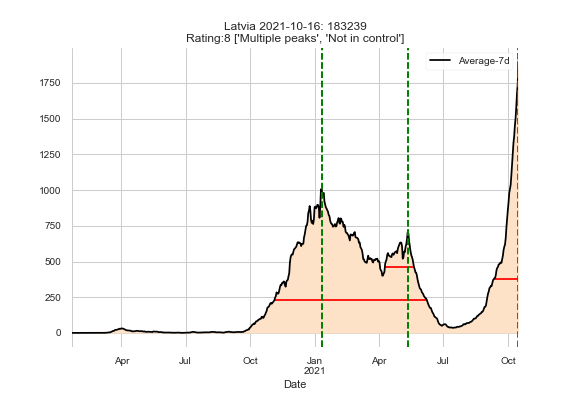 Latvia 2021-10-16: 183239
Rating:8 ['Multiple peaks', 'Not in control']
Average-7d
1750
1500
1250
1000
750
500
250
0
Apr Jul Oct Jan Apr Jul Oct
2021
Date